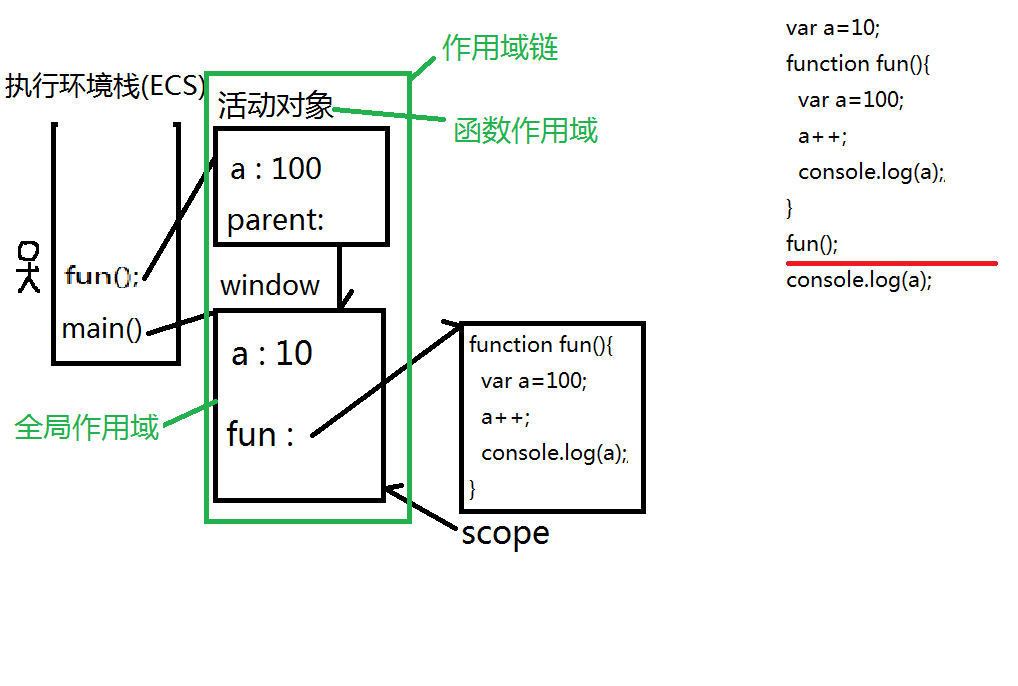 作用域链
执行环境栈(ECS)
活动对象
函数作用域
a : 100
parent:
fun();
window
main()
a : 10
全局作用域
fun :
function fun(){
var a=100;
a++;
console.log(a);
}
scope
var a=10;
function fun(){
var a=100;
a++;
console.log(a);
}
fun();
console.log(a);